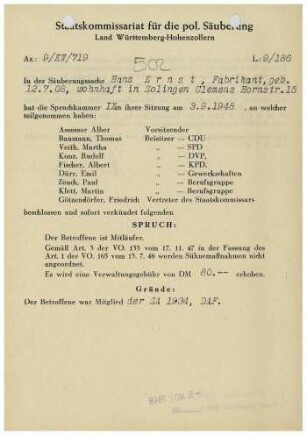 Staatskommissariat für die pol. Säuberung
Land Württemberg-Hohenzollern
Az.: 9/KW/719 L: 9/186
502
In der Säuberungssache Hans Ernst, Fabrikant, geb.
12.7.08, wohnhaft in Solingen Clemens Hornstr.15
hat die Spruchkammer in ihrer Sitzung am 3.9.1948, an welcher
teilgenommen haben:
Assessor Alber Vorsitzender
Baumann, Thomas Beisitzer — CDU
Veith, Martha „ — SPD
Konz, Rudolf „ — DVP,
Fischer, Albert „ — KPD,
Dürr, Emil „ — Gewerkschaften
Zeuch, Paul „ — Berufsgruppe
Klett, Martin „ — Berufsgruppe
Götzendörfer, Friedrich Vertreter des Staatskommissars
beschlossen und sofort verkündet folgenden
SPRUCH:
Der Betroffene ist Mitläufer.
Gemäß Art. 3 der VO. 133 vom 17. 11. 47 in der Fassung des
Art. 1 der VO. 165 vom 13. 7. 48 werden Sühnemaßnahmen nicht
angeordnet.
Es wird eine Verwaltungsgebühr von DM 80.-- erhoben.
Gründe:
Der Betroffene war Mitglied der SA 1934, DAF.